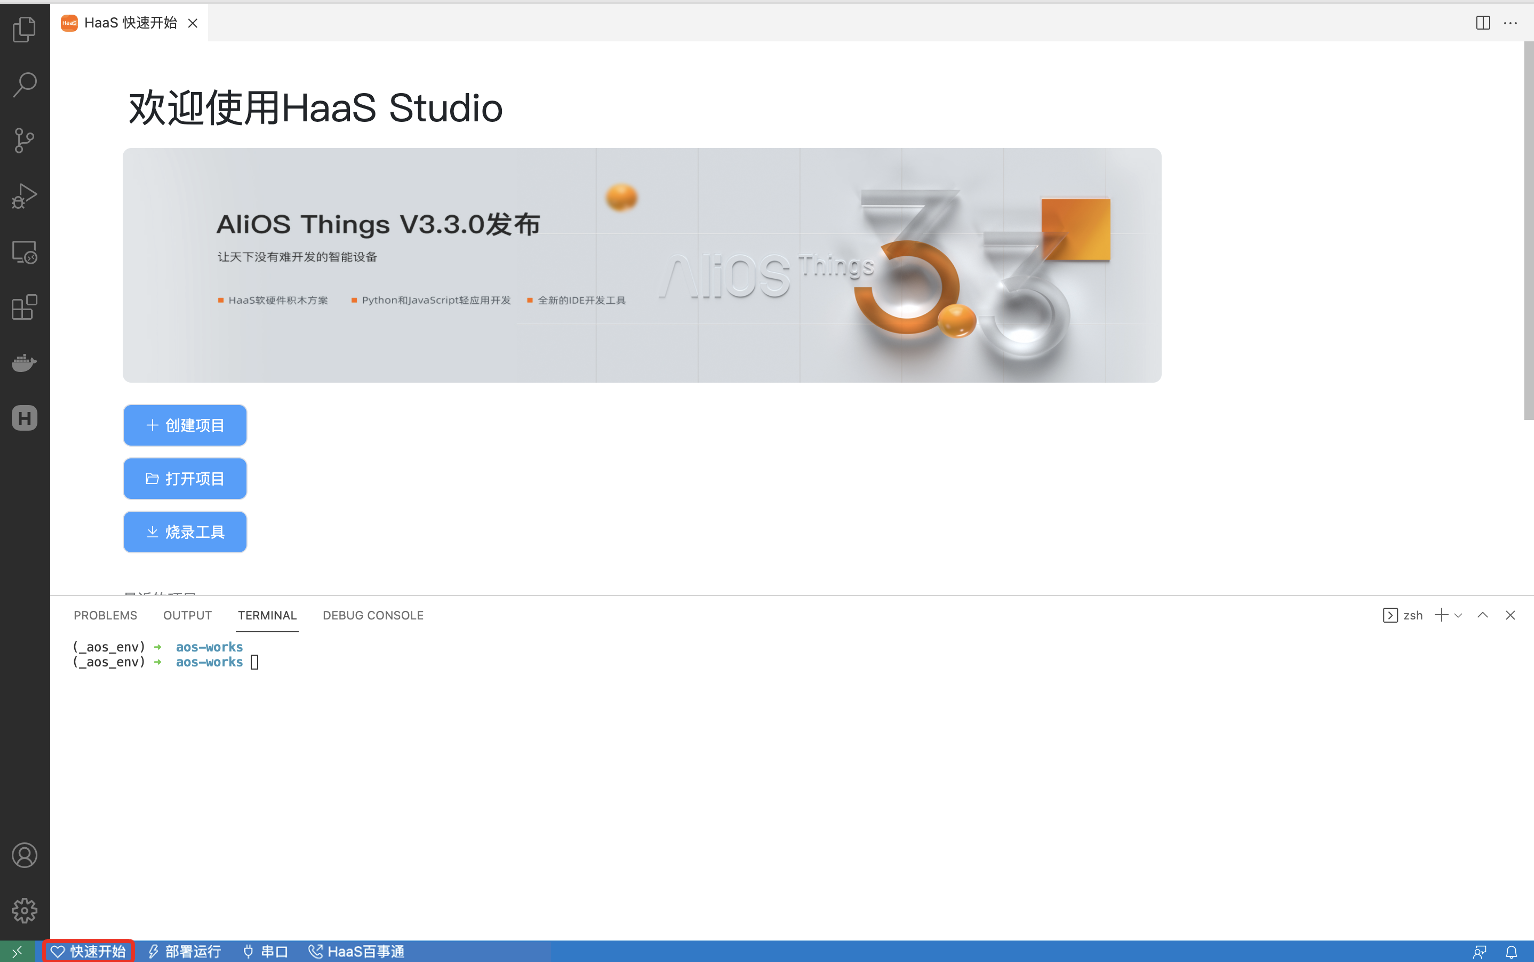 HaaS 快速开始
欢迎使用HaaS Studio
AliOS Things V3.3.0发布
让天下没有难开发的智能设备
HaaS软硬件积木方案 Python和JavaScript轻应用开发 全新的IDE开发工具
AliOS Things
3.3
创建项目
打开项目
烧录工具
最近的项目
PROBLEMS OUTPUT TERMINAL DEBUG CONSOLE
zsh
(_aos_env) ➜ aos-works
(_aos_env) ➜ aos-works
快速开始 部署运行 串口 HaaS百事通